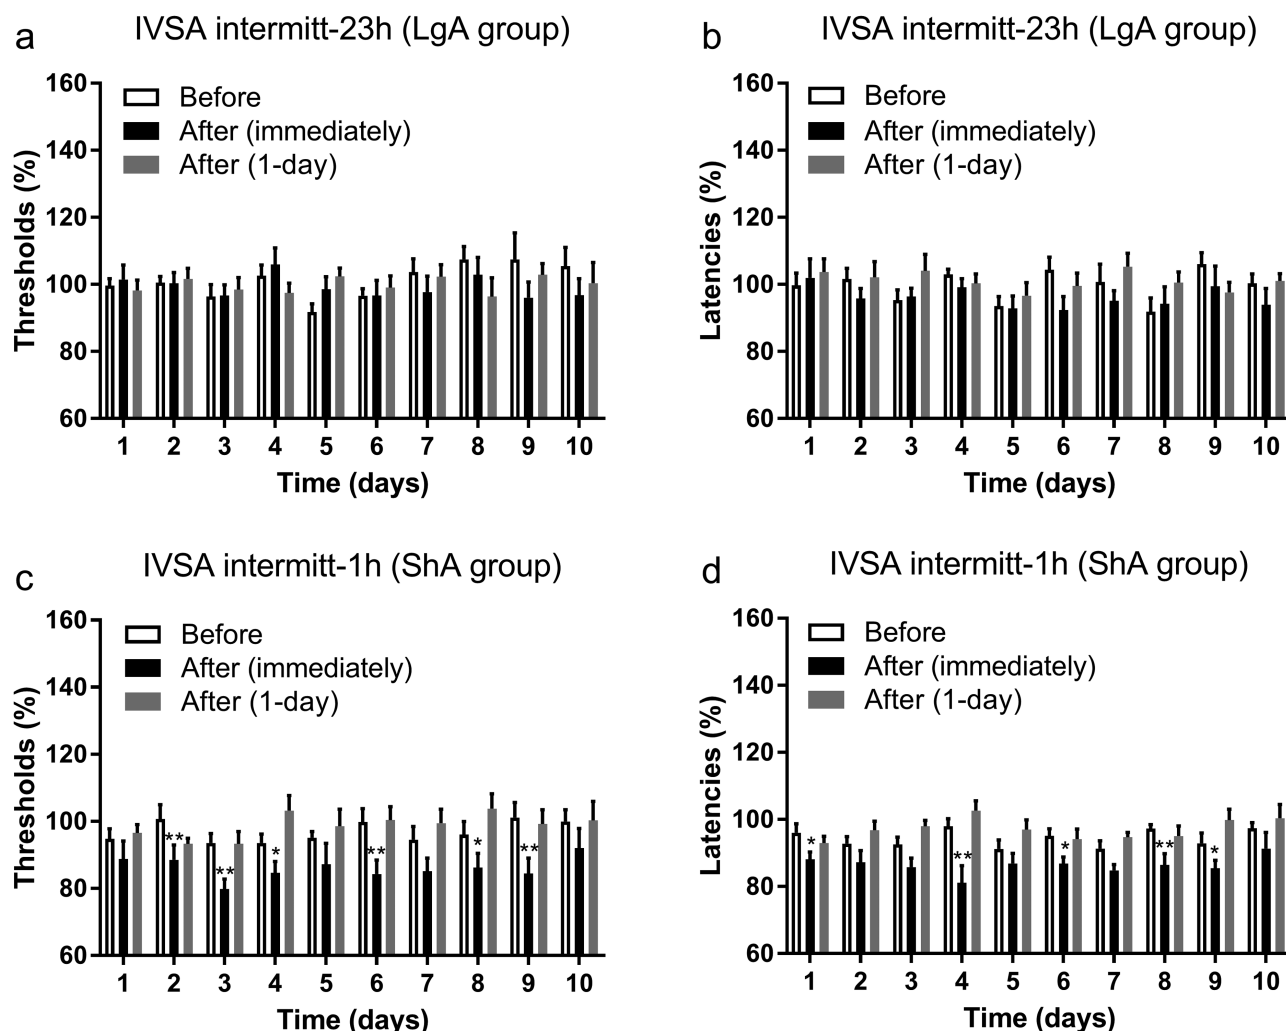 a
IVSA intermitt-23h (LgA group)
160
140
120
100
80
60
Thresholds (%)
Before
After (immediately)
After (1-day)
1 2 3 4 5 6 7 8 9 10
Time (days)
b
IVSA intermitt-23h (LgA group)
160
140
120
100
80
60
Latencies (%)
Before
After (immediately)
After (1-day)
1 2 3 4 5 6 7 8 9 10
Time (days)
c
IVSA intermitt-1h (ShA group)
160
140
120
100
80
60
Thresholds (%)
Before
After (immediately)
After (1-day)
** ** * ** * **
1 2 3 4 5 6 7 8 9 10
Time (days)
d
IVSA intermitt-1h (ShA group)
160
140
120
100
80
60
Latencies (%)
Before
After (immediately)
After (1-day)
* ** * ** *
1 2 3 4 5 6 7 8 9 10
Time (days)